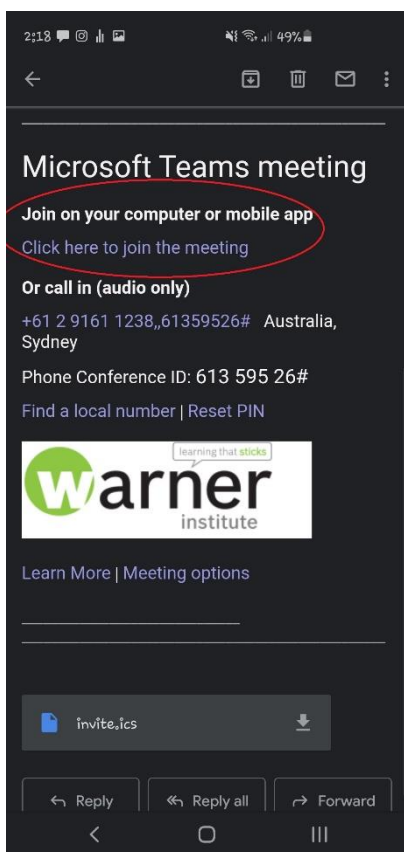 2:18 49%
Microsoft Teams meeting
Join on your computer or mobile app
Click here to join the meeting
Or call in (audio only)
+61 2 9161 1238,,61359526# Australia,
Sydney
Phone Conference ID: 613 595 26#
Find a local number | Reset PIN
learning that sticks
warner
institute
Learn More | Meeting options
invite.ics
Reply Reply all Forward